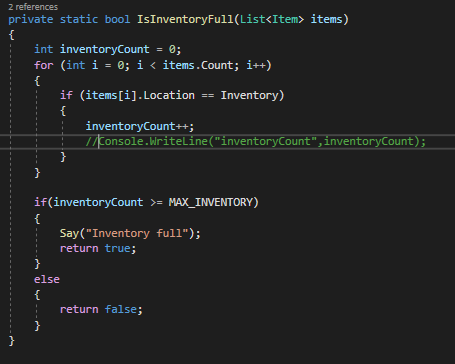 2 references
private static bool IsInventoryFull(List<Item> items)
{
int inventoryCount = 0;
for (int i = 0; i < items.Count; i++)
{
if (items[i].Location == Inventory)
{
inventoryCount++;
//Console.WriteLine("inventoryCount",inventoryCount);
}
}
if(inventoryCount >= MAX_INVENTORY)
{
Say("Inventory full");
return true;
}
else
{
return false;
}
}